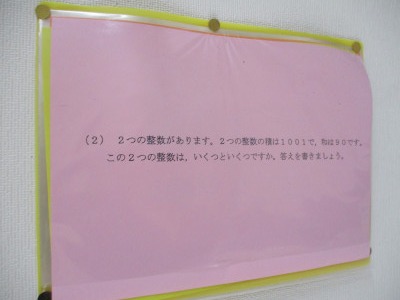 (2) 2つの整数があります。2つの整数の積は1001で，和は90です。
この2つの整数は，いくつといくつですか。答えを書きましょう。